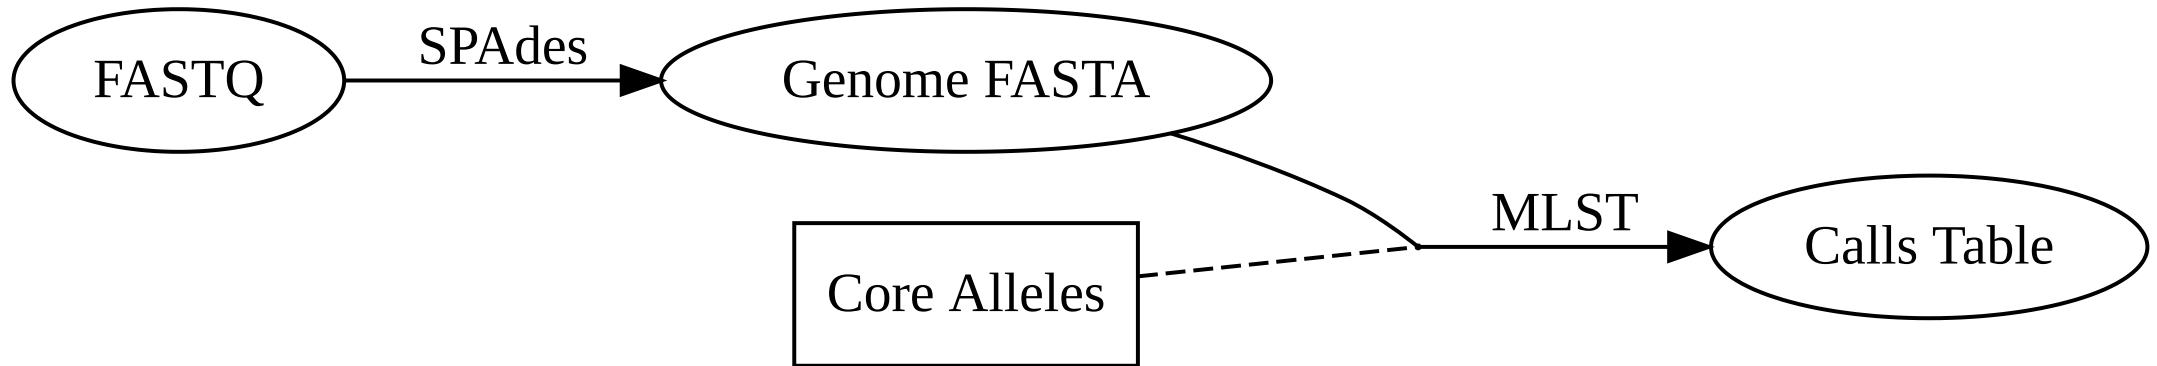 FASTQ
SPAdes
Genome FASTA
Core Alleles
MLST
Calls Table